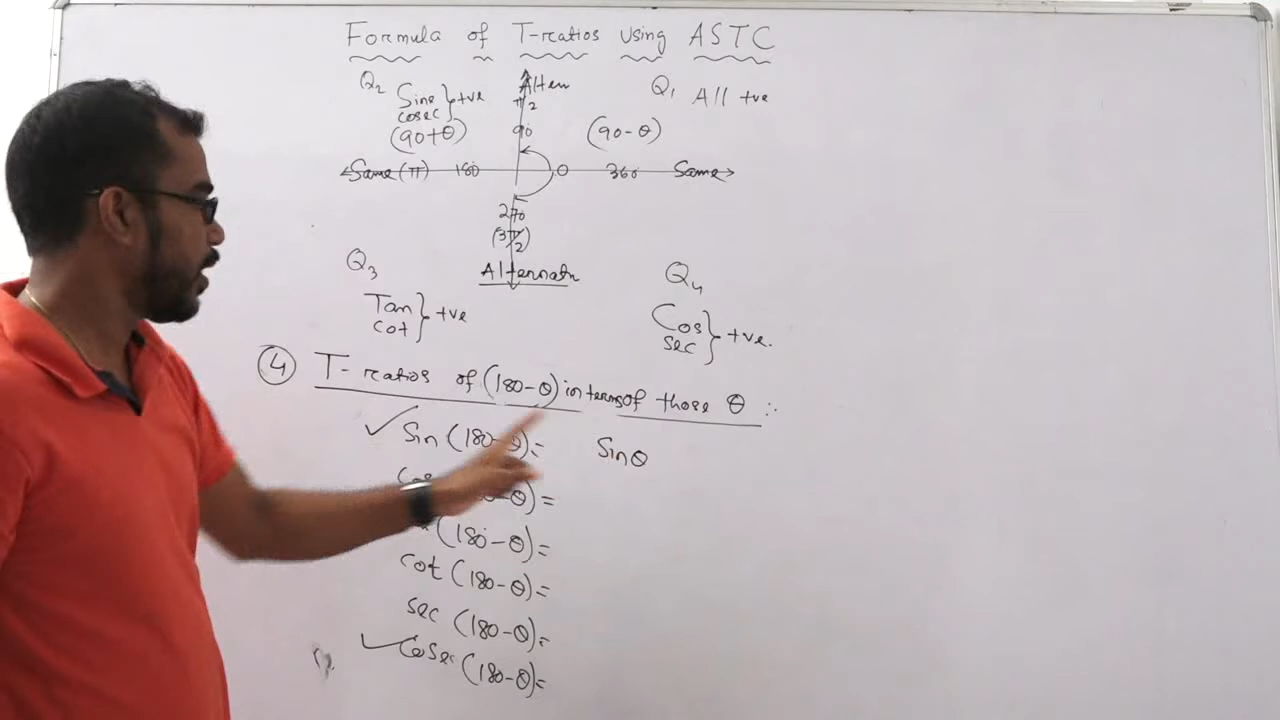 Formula of T-ratios using ASTC
Q2 Sine cosec } +ve
Q1 All +ve
π/2
(90+θ) 90 (90-θ)
Same (π) 180 0 360 Same
270
(3π/2)
Q3
Q4
Tan cot } +ve
Cos sec } +ve.
④ T-ratios of (180-θ) in terms of those θ :
✓ Sin (180-θ)= Sinθ
-θ)=
(180-θ)=
cot (180-θ)=
sec (180-θ)=
✓ Cosec (180-θ)=